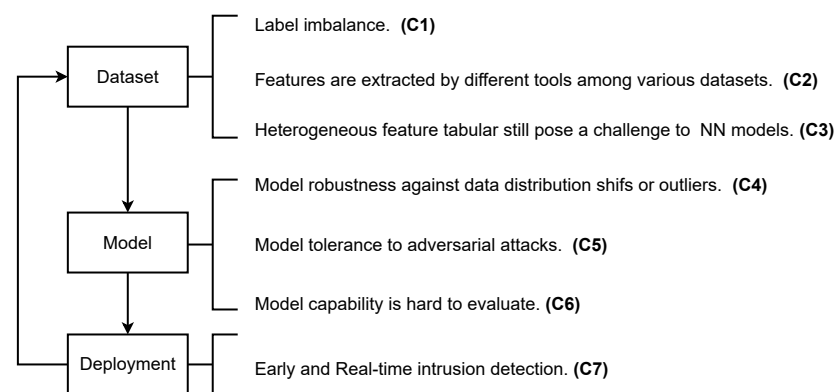 Label imbalance. (C1)
Dataset
Features are extracted by different tools among various datasets. (C2)
Heterogeneous feature tabular still pose a challenge to NN models. (C3)
Model robustness against data distribution shifs or outliers. (C4)
Model
Model tolerance to adversarial attacks. (C5)
Model capability is hard to evaluate. (C6)
Deployment
Early and Real-time intrusion detection. (C7)